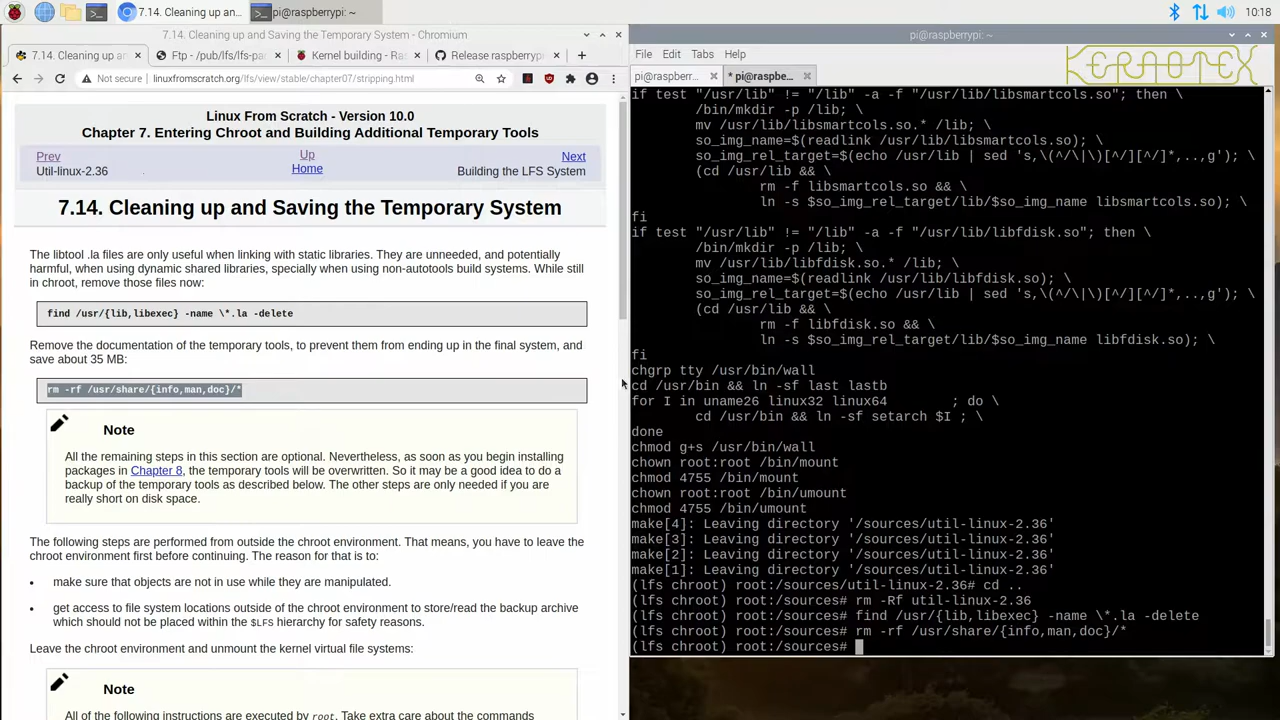 7.14. Cleaning up an...
pi@raspberrypi: ~
10:18
7.14. Cleaning up and Saving the Temporary System - Chromium
7.14. Cleaning up an
Ftp - /pub/lfs/lfs-pa
Kernel building - Ra
Release raspberryp
Not secure | linuxfromscratch.org/lfs/view/stable/chapter07/stripping.html
Linux From Scratch - Version 10.0
Chapter 7. Entering Chroot and Building Additional Temporary Tools
Prev
Up
Next
Util-linux-2.36
Home
Building the LFS System
7.14. Cleaning up and Saving the Temporary System
The libtool .la files are only useful when linking with static libraries. They are unneeded, and potentially
harmful, when using dynamic shared libraries, specially when using non-autotools build systems. While still
in chroot, remove those files now:
find /usr/{lib,libexec} -name \*.la -delete
Remove the documentation of the temporary tools, to prevent them from ending up in the final system, and
save about 35 MB:
rm -rf /usr/share/{info,man,doc}/*
Note
All the remaining steps in this section are optional. Nevertheless, as soon as you begin installing
packages in Chapter 8, the temporary tools will be overwritten. So it may be a good idea to do a
backup of the temporary tools as described below. The other steps are only needed if you are
really short on disk space.
The following steps are performed from outside the chroot environment. That means, you have to leave the
chroot environment first before continuing. The reason for that is to:
• make sure that objects are not in use while they are manipulated.
• get access to file system locations outside of the chroot environment to store/read the backup archive
which should not be placed within the $LFS hierarchy for safety reasons.
Leave the chroot environment and unmount the kernel virtual file systems:
Note
All of the following instructions are executed by root. Take extra care about the commands
pi@raspberrypi: ~
File Edit Tabs Help
KERAOTEX
pi@raspberr...
* pi@raspbe...
if test "/usr/lib" != "/lib" -a -f "/usr/lib/libsmartcols.so"; then \
/bin/mkdir -p /lib; \
mv /usr/lib/libsmartcols.so.* /lib; \
so_img_name=$(readlink /usr/lib/libsmartcols.so); \
so_img_rel_target=$(echo /usr/lib | sed 's,\(^/\|\)[^/][^/]*,..,g'); \
(cd /usr/lib && \
rm -f libsmartcols.so && \
ln -s $so_img_rel_target/lib/$so_img_name libsmartcols.so); \
fi
if test "/usr/lib" != "/lib" -a -f "/usr/lib/libfdisk.so"; then \
/bin/mkdir -p /lib; \
mv /usr/lib/libfdisk.so.* /lib; \
so_img_name=$(readlink /usr/lib/libfdisk.so); \
so_img_rel_target=$(echo /usr/lib | sed 's,\(^/\|\)[^/][^/]*,..,g'); \
(cd /usr/lib && \
rm -f libfdisk.so && \
ln -s $so_img_rel_target/lib/$so_img_name libfdisk.so); \
fi
chgrp tty /usr/bin/wall
cd /usr/bin && ln -sf last lastb
for I in uname26 linux32 linux64 ; do \
cd /usr/bin && ln -sf setarch $I ; \
done
chmod g+s /usr/bin/wall
chown root:root /bin/mount
chmod 4755 /bin/mount
chown root:root /bin/umount
chmod 4755 /bin/umount
make[4]: Leaving directory '/sources/util-linux-2.36'
make[3]: Leaving directory '/sources/util-linux-2.36'
make[2]: Leaving directory '/sources/util-linux-2.36'
make[1]: Leaving directory '/sources/util-linux-2.36'
(lfs chroot) root:/sources/util-linux-2.36# cd ..
(lfs chroot) root:/sources# rm -Rf util-linux-2.36
(lfs chroot) root:/sources# find /usr/{lib,libexec} -name \*.la -delete
(lfs chroot) root:/sources# rm -rf /usr/share/{info,man,doc}/*
(lfs chroot) root:/sources#